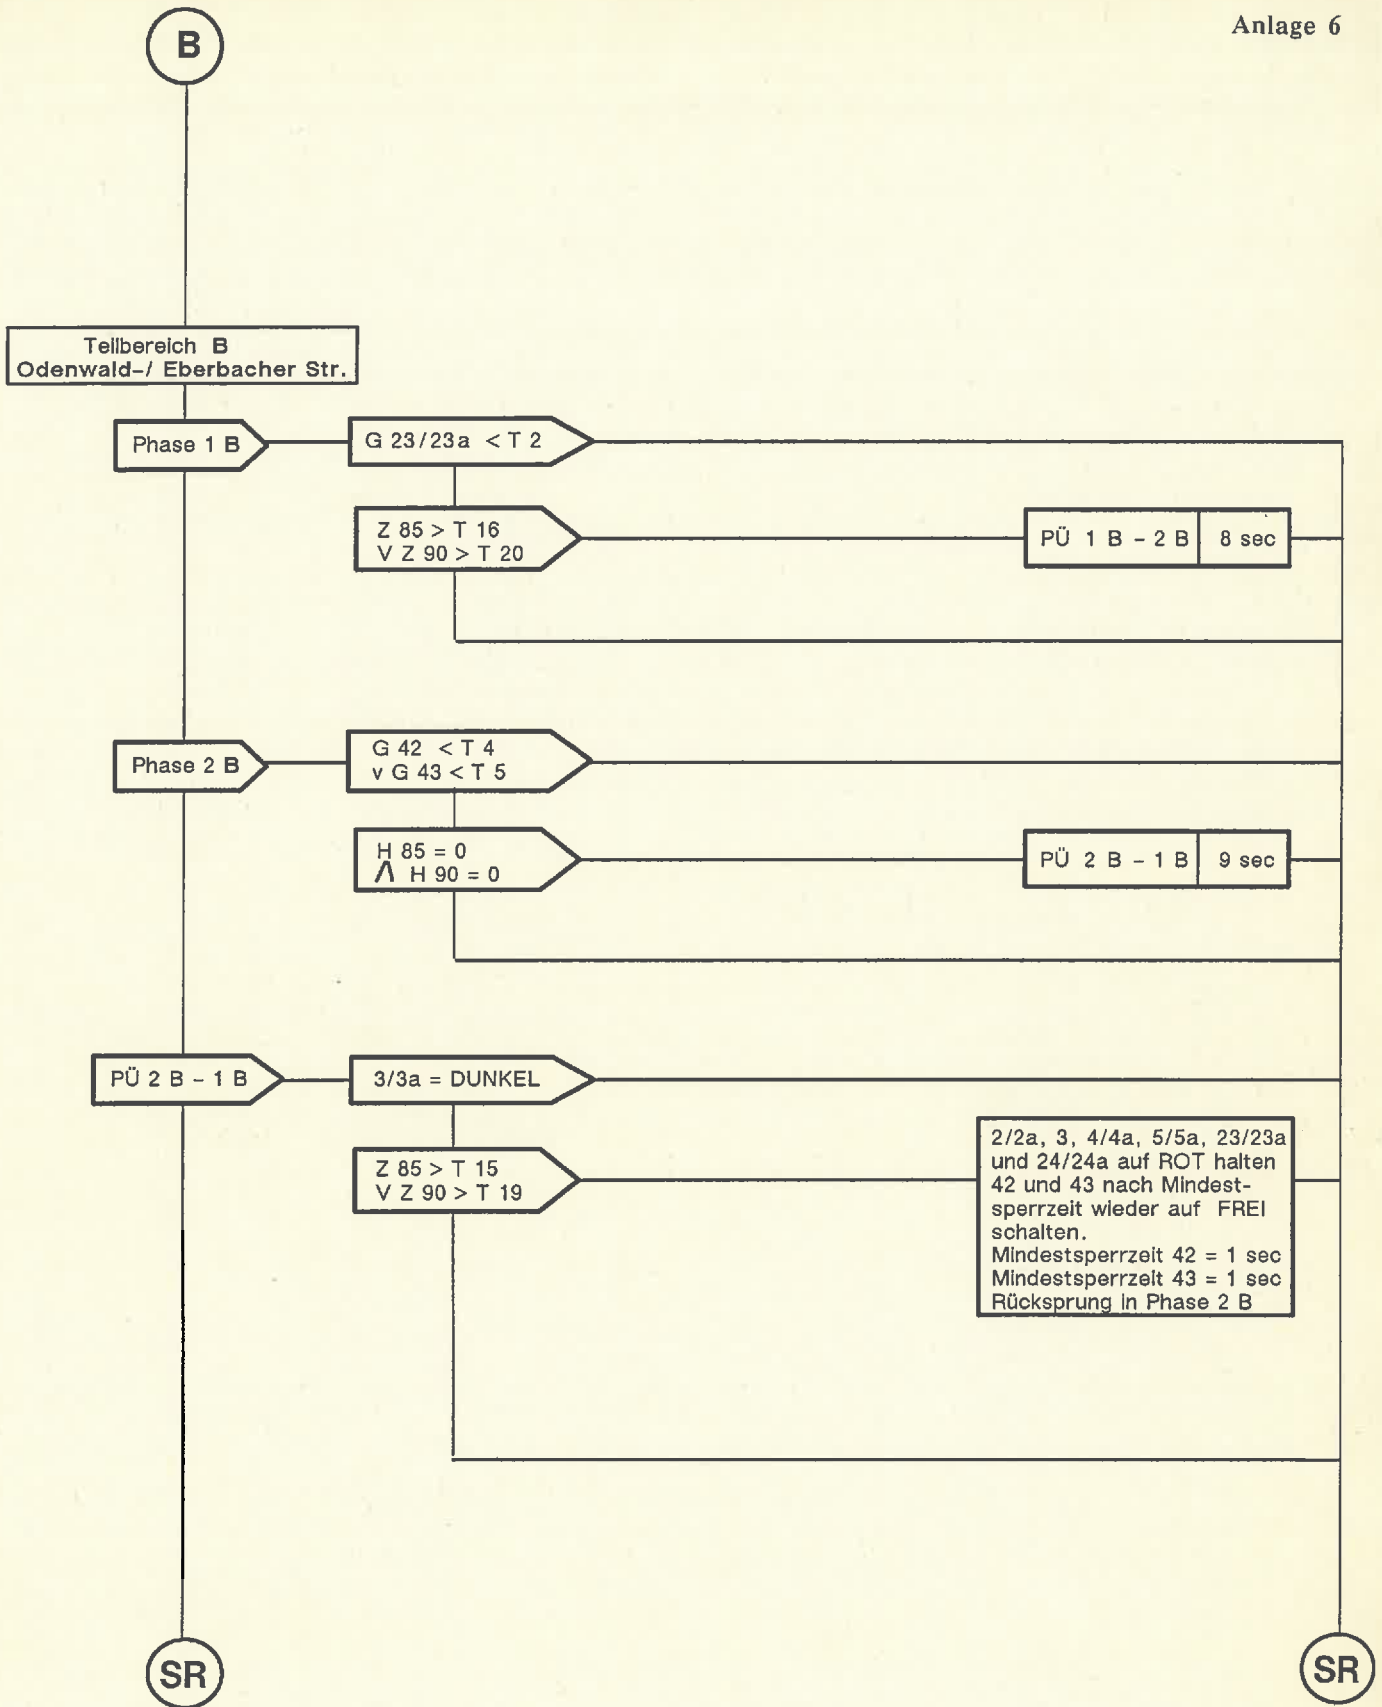 Anlage 6
B
Teilbereich B
Odenwald-/ Eberbacher Str.
Phase 1 B
G 23/23a < T 2
Z 85 > T 16
V Z 90 > T 20
PÜ 1 B - 2 B 8 sec
Phase 2 B
G 42 < T 4
v G 43 < T 5
H 85 = 0
Λ H 90 = 0
PÜ 2 B - 1 B 9 sec
PÜ 2 B - 1 B
3/3a = DUNKEL
Z 85 > T 15
V Z 90 > T 19
2/2a, 3, 4/4a, 5/5a, 23/23a
und 24/24a auf ROT halten
42 und 43 nach Mindest-
sperrzeit wieder auf FREI
schalten.
Mindestsperrzeit 42 = 1 sec
Mindestsperrzeit 43 = 1 sec
Rücksprung in Phase 2 B
SR
SR